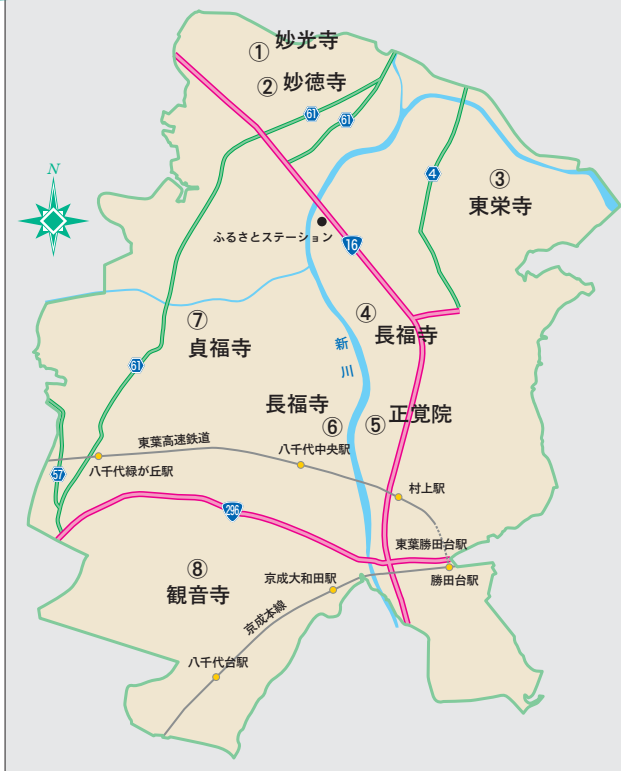 ① 妙光寺
② 妙徳寺
61
61
N
4
③
東栄寺
ふるさとステーション
16
④
⑦
長福寺
新川
貞福寺
61
長福寺
⑥
⑤
正覚院
東葉高速鉄道
八千代中央駅
八千代緑が丘駅
57
村上駅
296
東葉勝田台駅
⑧
観音寺
京成大和田駅
勝田台駅
京成本線
八千代台駅